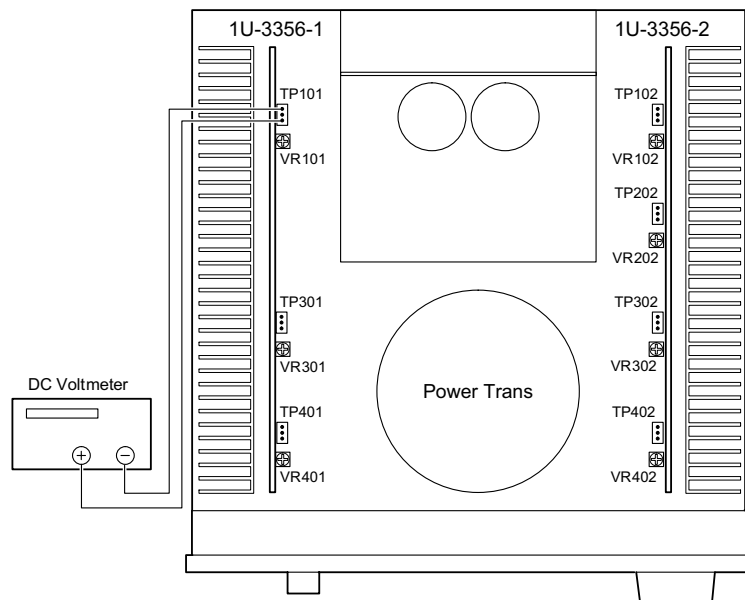 1U-3356-1
1U-3356-2
TP101
VR101
TP102
VR102
TP202
VR202
TP301
VR301
TP302
VR302
DC Voltmeter
Power Trans
TP401
VR401
TP402
VR402
+
−